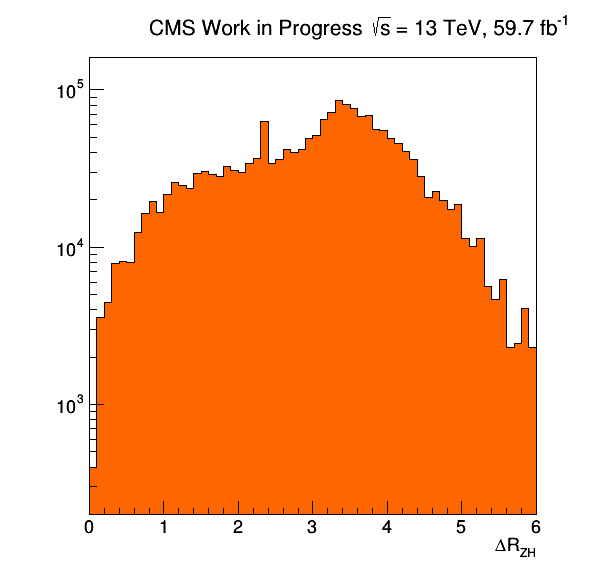 CMS Work in Progress √s = 13 TeV, 59.7 fb⁻¹
10⁵
10⁴
10³
0 1 2 3 4 5 6
ΔR_ZH